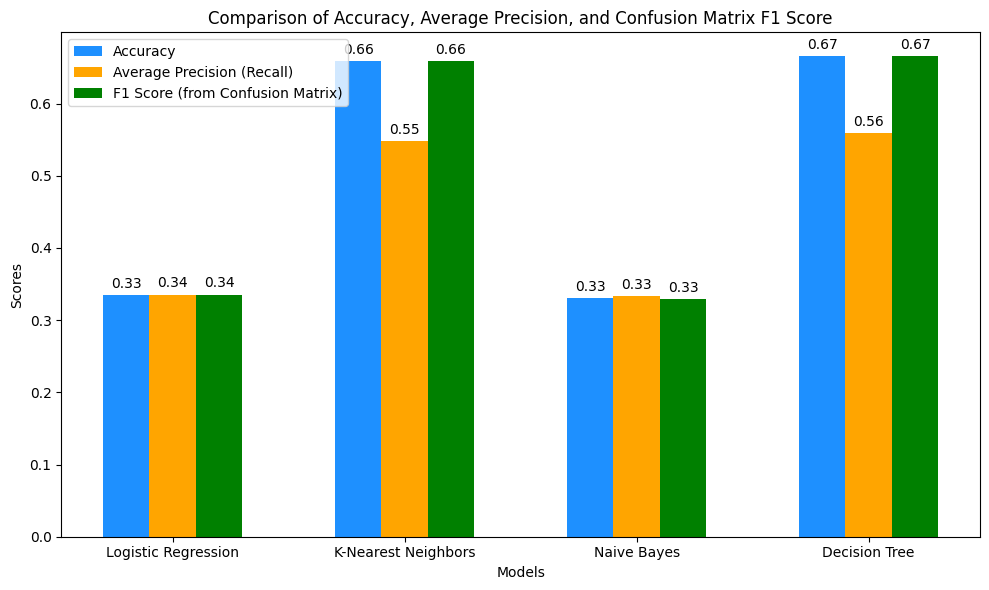 Comparison of Accuracy, Average Precision, and Confusion Matrix F1 Score
Accuracy
Average Precision (Recall)
F1 Score (from Confusion Matrix)
0.66
0.55
0.66
0.67
0.56
0.67
0.33
0.34
0.34
0.33
0.33
0.33
Scores
0.6
0.5
0.4
0.3
0.2
0.1
0.0
Logistic Regression
K-Nearest Neighbors
Naive Bayes
Decision Tree
Models